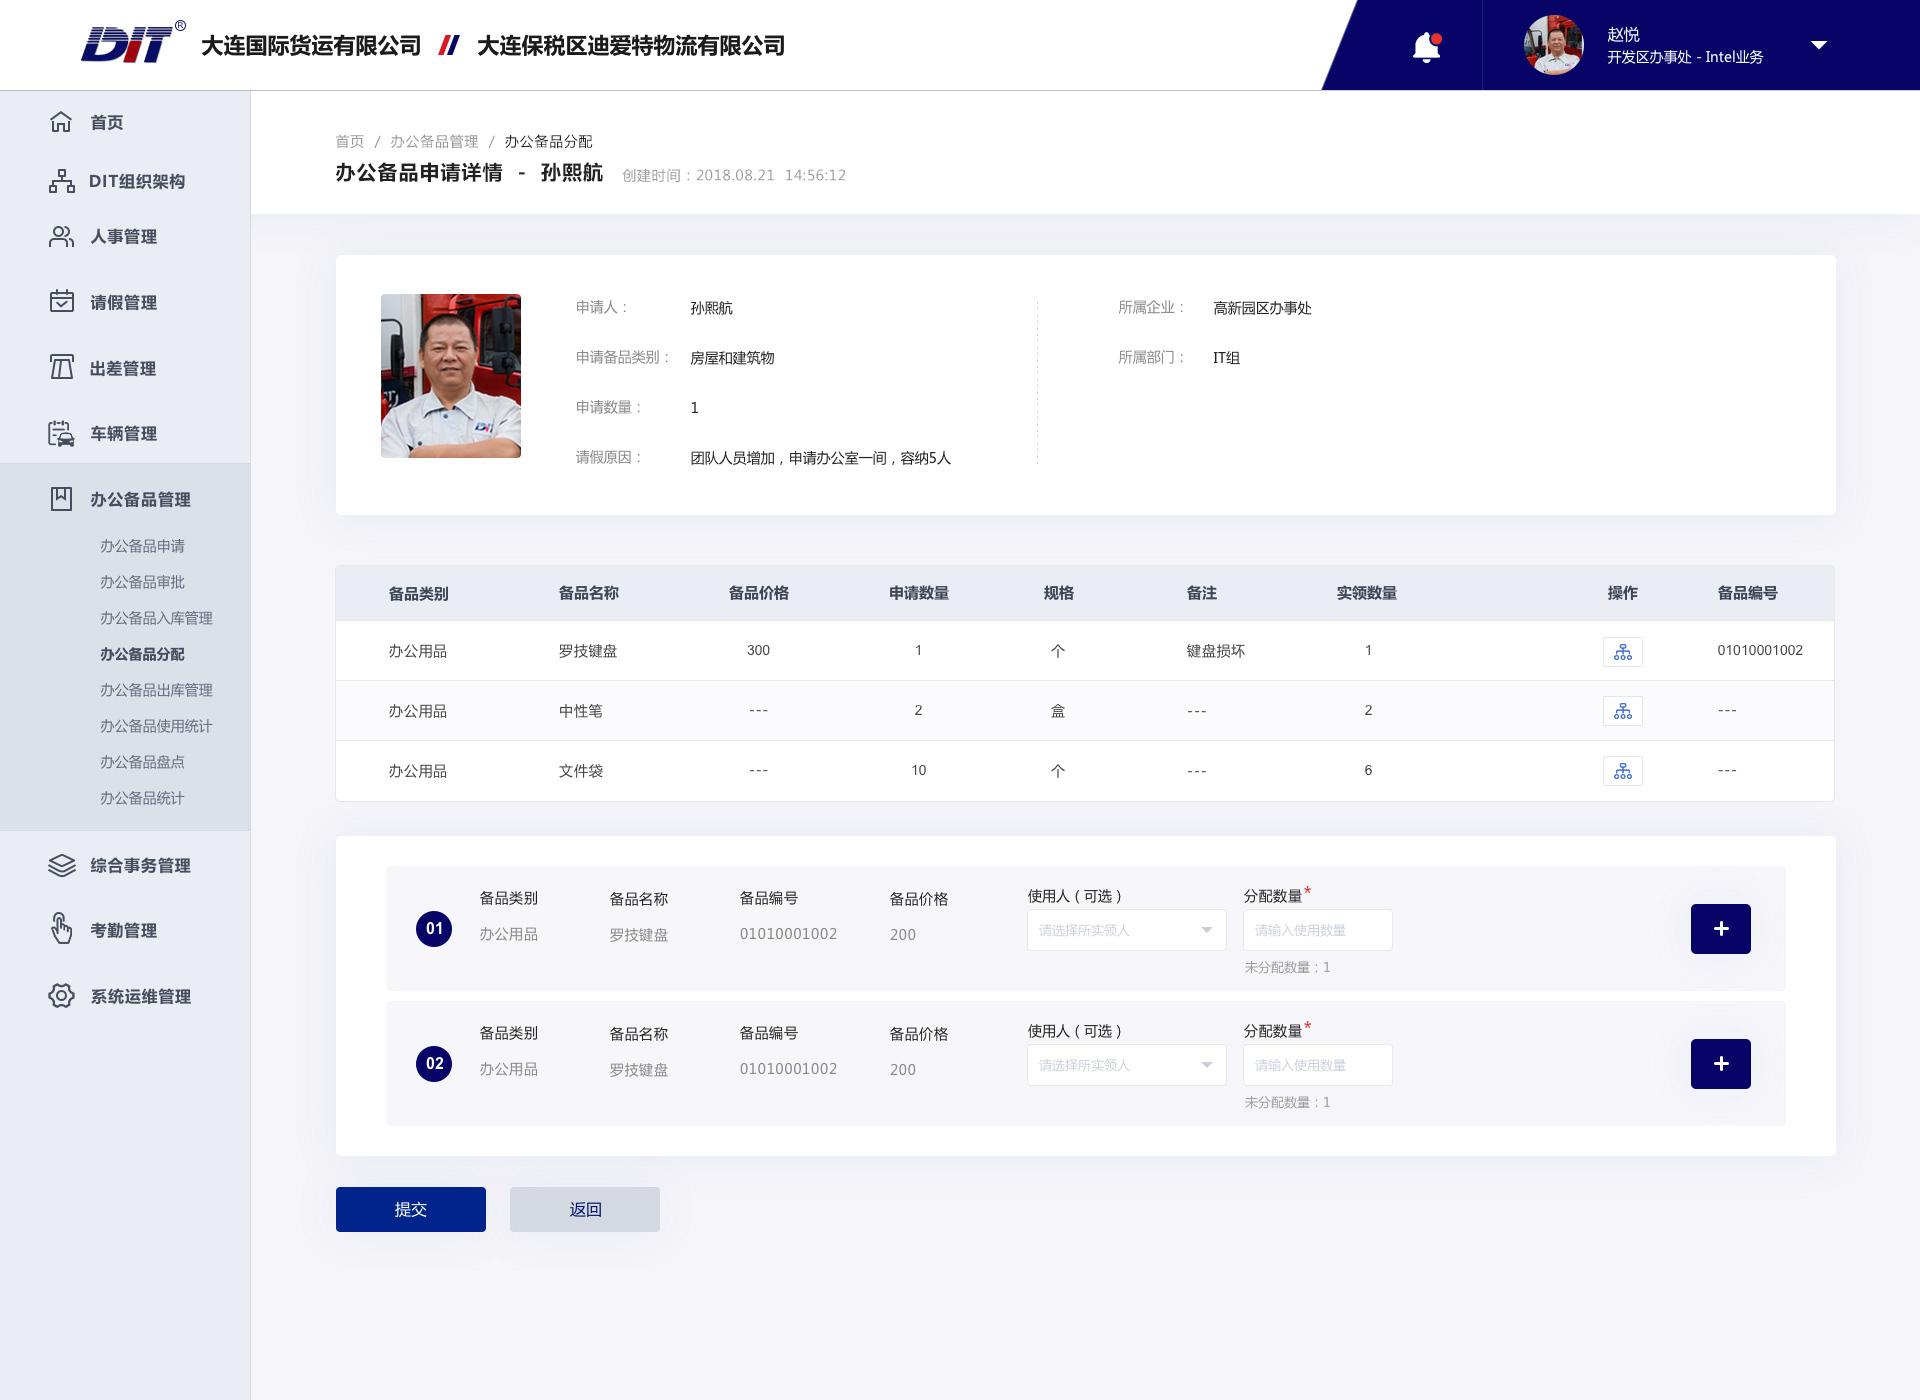 DIT® 大连国际货运有限公司 // 大连保税区迪爱特物流有限公司
赵悦
开发区办事处 - Intel业务
首页
DIT组织架构
人事管理
请假管理
出差管理
车辆管理
办公备品管理
办公备品申请
办公备品审批
办公备品入库管理
办公备品分配
办公备品出库管理
办公备品使用统计
办公备品盘点
办公备品统计
综合事务管理
考勤管理
系统运维管理
首页 / 办公备品管理 / 办公备品分配
办公备品申请详情 - 孙熙航 创建时间：2018.08.21 14:56:12
DIT
申请人： 孙熙航
申请备品类别： 房屋和建筑物
申请数量： 1
请假原因： 团队人员增加，申请办公室一间，容纳5人
所属企业： 高新园区办事处
所属部门： IT组
备品类别 备品名称 备品价格 申请数量 规格 备注 实领数量 操作 备品编号
办公用品 罗技键盘 300 1 个 键盘损坏 1 01010001002
办公用品 中性笔 --- 2 盒 --- 2 ---
办公用品 文件袋 --- 10 个 --- 6 ---
01
备品类别 备品名称 备品编号 备品价格 使用人（可选） 分配数量*
办公用品 罗技键盘 01010001002 200 请选择所实领人 请输入使用数量 +
未分配数量：1
02
备品类别 备品名称 备品编号 备品价格 使用人（可选） 分配数量*
办公用品 罗技键盘 01010001002 200 请选择所实领人 请输入使用数量 +
未分配数量：1
提交 返回